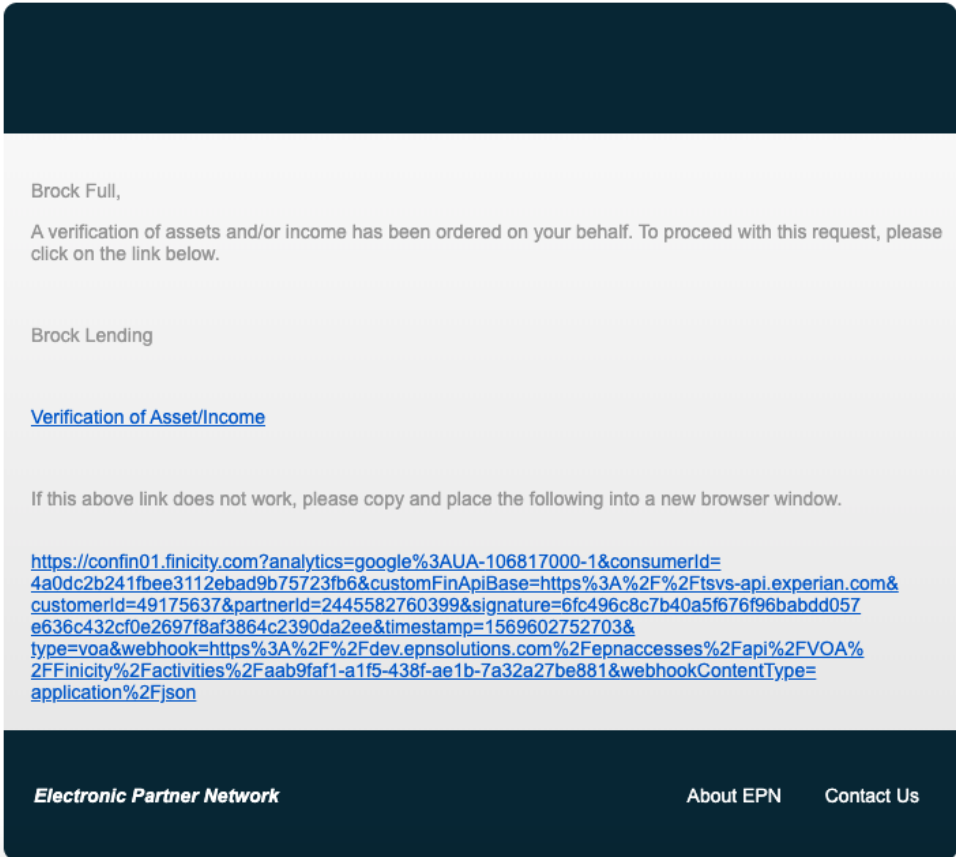 Brock Full,
A verification of assets and/or income has been ordered on your behalf. To proceed with this request, please
click on the link below.
Brock Lending
Verification of Asset/Income
If this above link does not work, please copy and place the following into a new browser window.
https://confin01.finicity.com?analytics=google%3AUA-106817000-1&consumerId=
4a0dc2b241fbee3112ebad9b75723fb6&customFinApiBase=https%3A%2F%2Ftsvs-api.experian.com&
customerId=49175637&partnerId=2445582760399&signature=6fc496c8c7b40a5f676f96babdd057
e636c432cf0e2697f8af3864c2390da2ee&timestamp=1569602752703&
type=voa&webhook=https%3A%2F%2Fdev.epnsolutions.com%2Fepnaccesses%2Fapi%2FVOA%
2FFinicity%2Factivities%2Faab9faf1-a1f5-438f-ae1b-7a32a27be881&webhookContentType=
application%2Fjson
Electronic Partner Network About EPN Contact Us